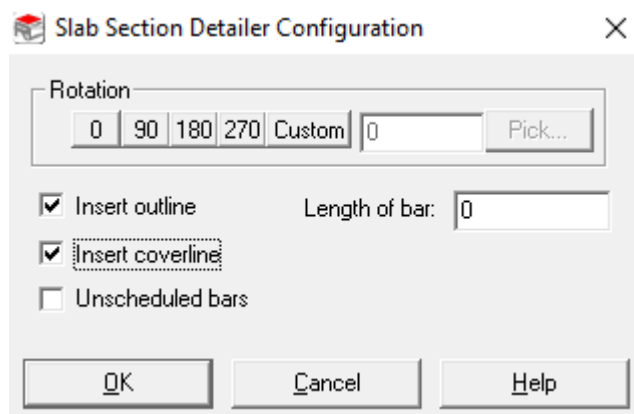 Slab Section Detailer Configuration
Rotation
0 90 180 270 Custom 0 Pick...
Insert outline Length of bar: 0
Insert coverline
Unscheduled bars
OK Cancel Help